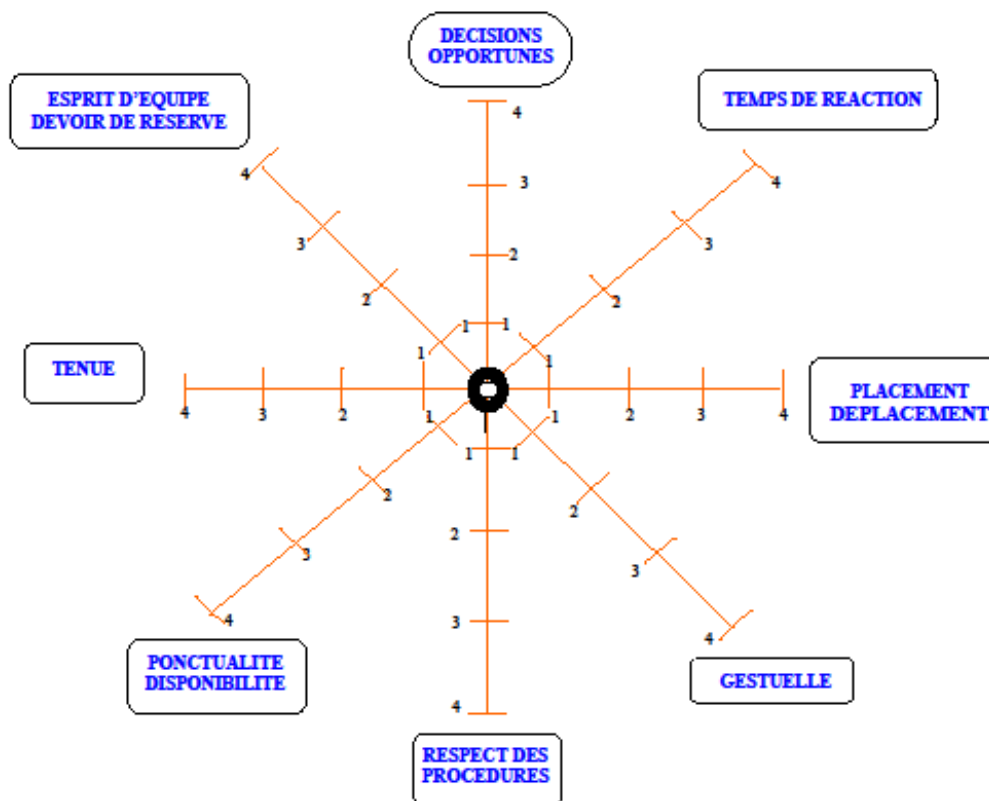 DECISIONS
OPPORTUNES
ESPRIT D'EQUIPE
DEVOIR DE RESERVE
TEMPS DE REACTION
4
4
4
3
3
3
2
2
2
1
1
1
1
TENUE
PLACEMENT
DEPLACEMENT
4
3
2
1
1
2
3
4
1
1
2
2
2
3
3
3
4
4
4
PONCTUALITE
DISPONIBILITE
GESTUELLE
RESPECT DES
PROCEDURES